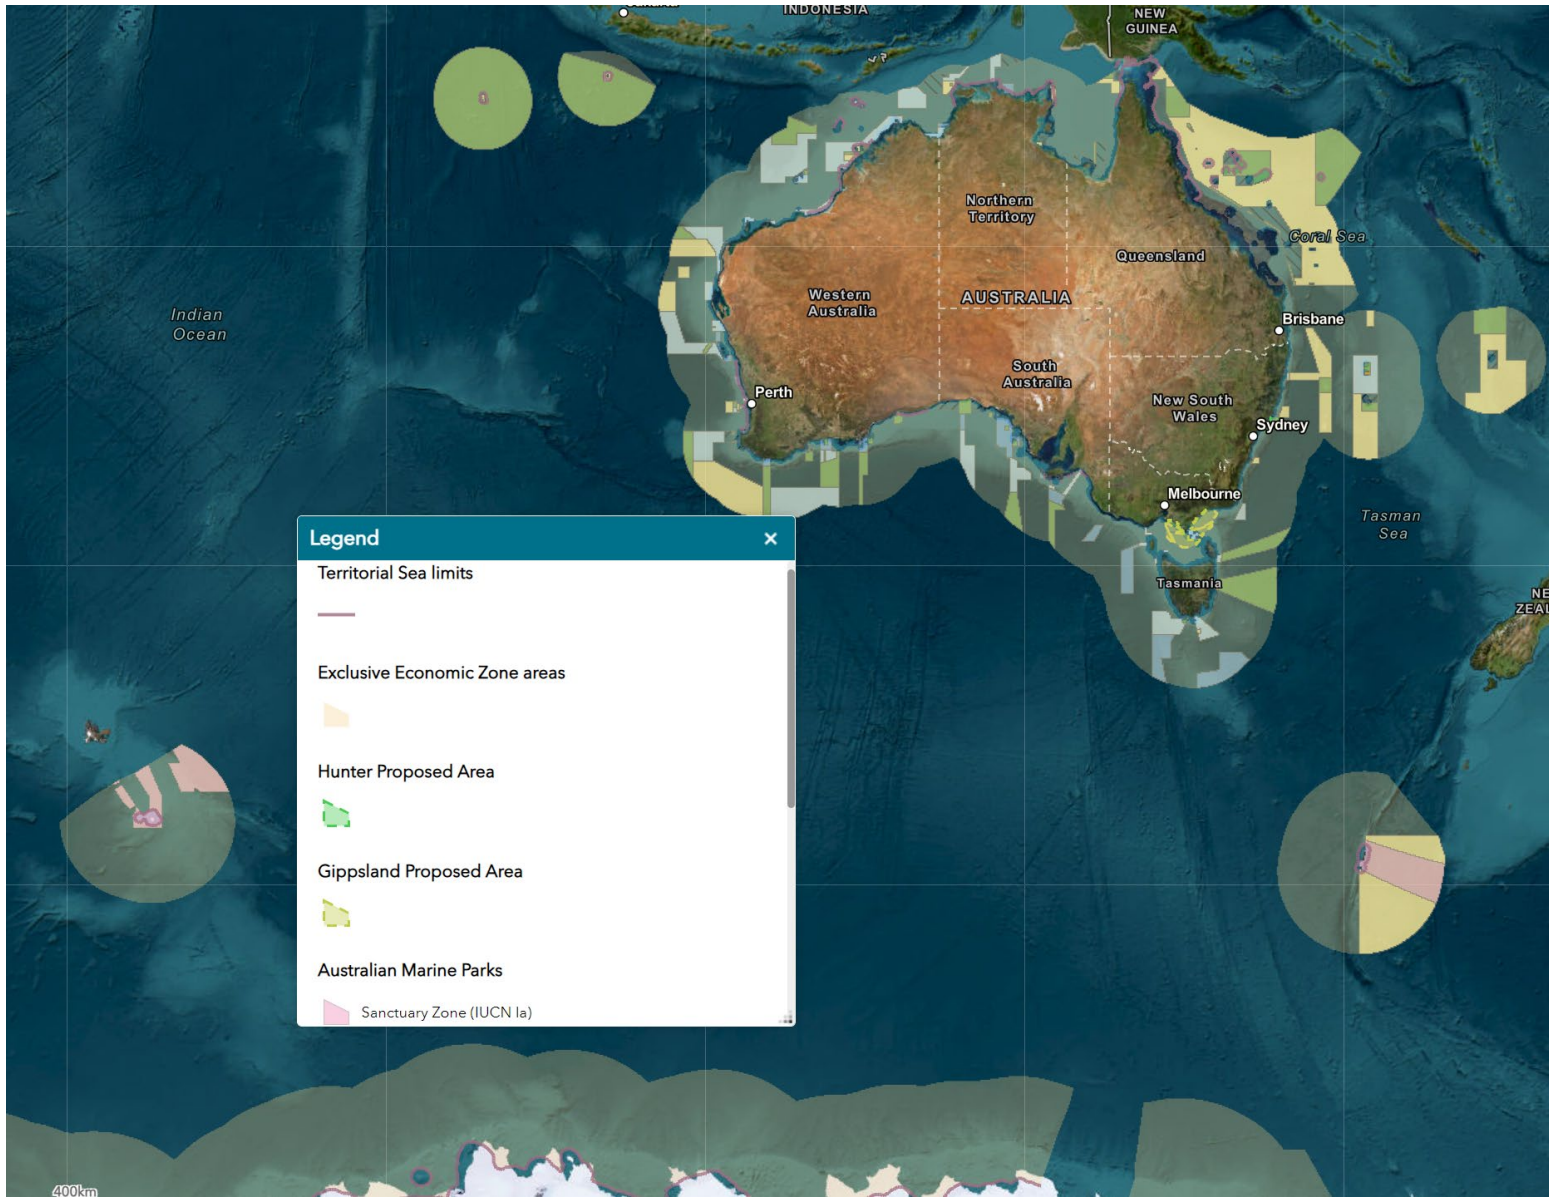 INDONESIA
NEW
GUINEA
Northern
Territory
Coral Sea
Queensland
Western
Australia
AUSTRALIA
Indian
Ocean
Brisbane
South
Australia
Perth
New South
Wales
Sydney
Melbourne
Tasman
Sea
Tasmania
Legend
Territorial Sea limits
Exclusive Economic Zone areas
Hunter Proposed Area
Gippsland Proposed Area
Australian Marine Parks
Sanctuary Zone (IUCN Ia)
NE
ZEAL
400km